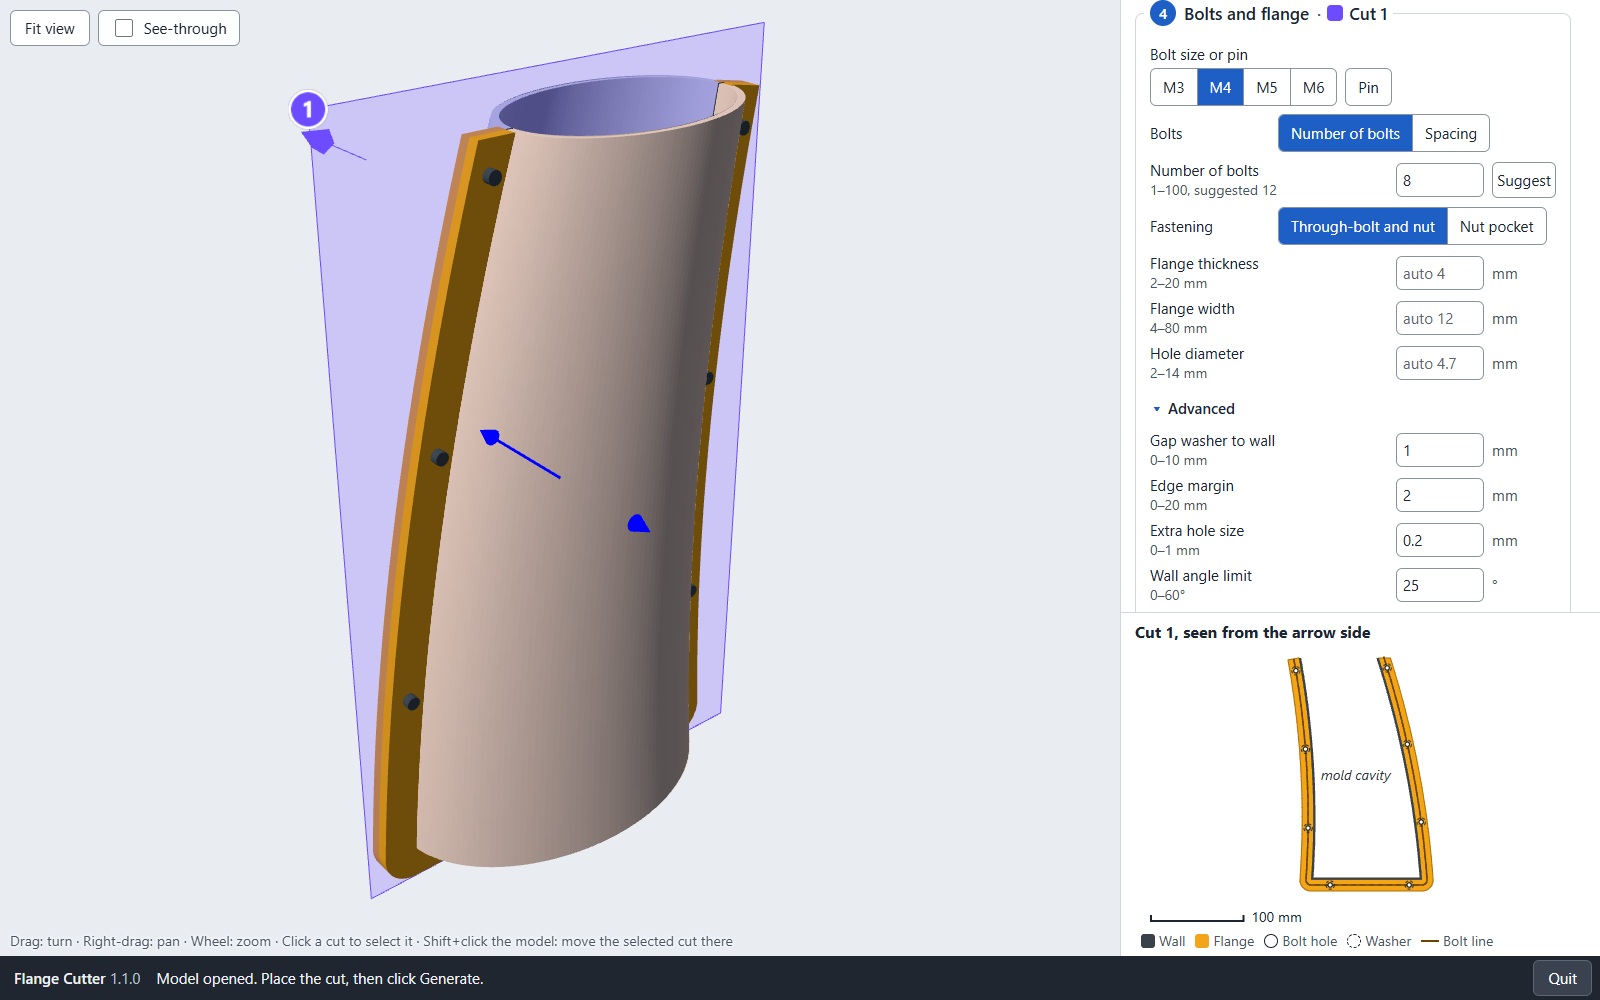 Fit view
See-through
1
4 Bolts and flange · Cut 1
Bolt size or pin
M3 M4 M5 M6 Pin
Bolts Number of bolts Spacing
Number of bolts 8 Suggest
1–100, suggested 12
Fastening Through-bolt and nut Nut pocket
Flange thickness auto 4 mm
2–20 mm
Flange width auto 12 mm
4–80 mm
Hole diameter auto 4.7 mm
2–14 mm
Advanced
Gap washer to wall 1 mm
0–10 mm
Edge margin 2 mm
0–20 mm
Extra hole size 0.2 mm
0–1 mm
Wall angle limit 25 °
0–60°
Cut 1, seen from the arrow side
mold cavity
100 mm
Wall Flange Bolt hole Washer Bolt line
Drag: turn · Right-drag: pan · Wheel: zoom · Click a cut to select it · Shift+click the model: move the selected cut there
Flange Cutter 1.1.0 Model opened. Place the cut, then click Generate.
Quit